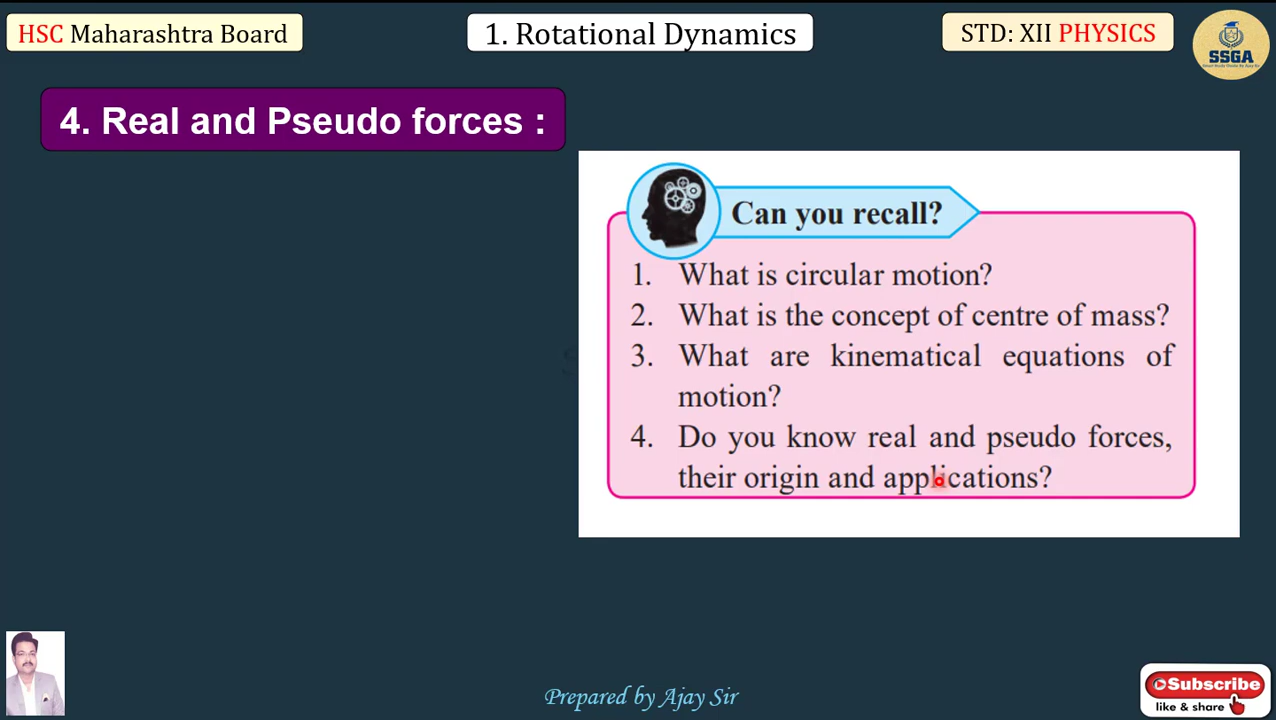 HSC Maharashtra Board
1. Rotational Dynamics
STD: XII PHYSICS
SSGA
4. Real and Pseudo forces :
Can you recall?
1. What is circular motion?
2. What is the concept of centre of mass?
3. What are kinematical equations of
motion?
4. Do you know real and pseudo forces,
their origin and applications?
Prepared by Ajay Sir
Subscribe
like & share